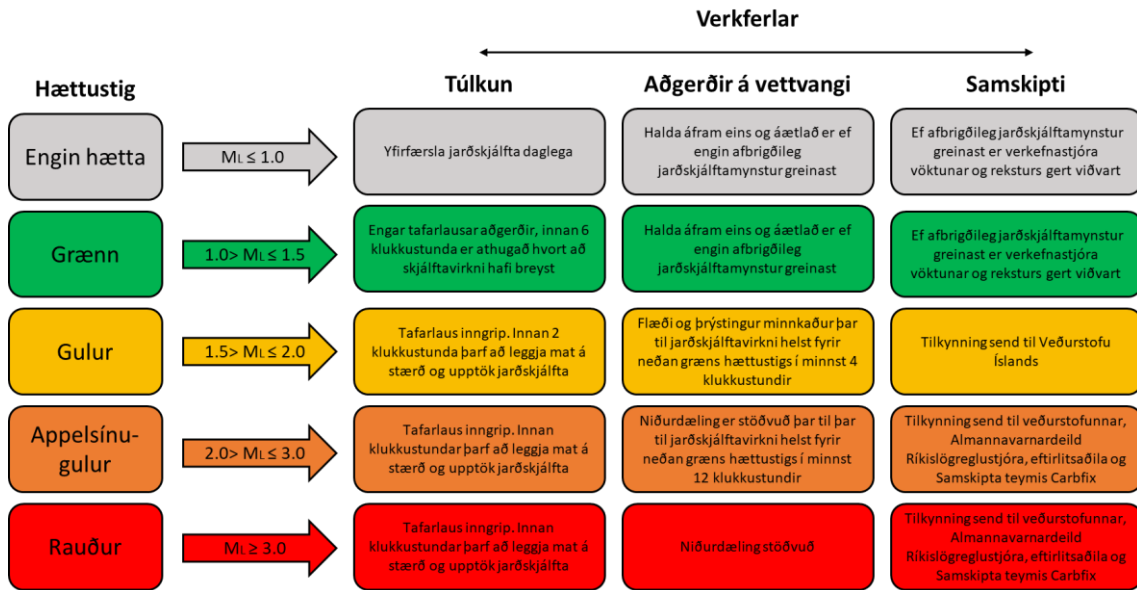 Verkferlar
Hættustig
Túlkun
Aðgerðir á vettvangi
Samskipti
Engin hætta
ML ≤ 1.0
Yfirfærsla jarðskjálfta daglega
Halda áfram eins og áætlað er ef
engin afbrigðileg
jarðskjálftamynstur greinast
Ef afbrigðileg jarðskjálftamynstur
greinast er verkefnastjóra
vöktunar og reksturs gert viðvart
Grænn
1.0> ML ≤ 1.5
Engar tafarlausar aðgerðir, innan 6
klukkustunda er athugað hvort að
skjálftavirkni hafi breyst
Halda áfram eins og áætlað er ef
engin afbrigðileg
jarðskjálftamynstur greinast
Ef afbrigðileg jarðskjálftamynstur
greinast er verkefnastjóra
vöktunar og reksturs gert viðvart
Gulur
1.5> ML ≤ 2.0
Tafarlaus inngrip. Innan 2
klukkustunda þarf að leggja mat á
stærð og upptök jarðskjálfta
Flæði og þrýstingur minnkaður þar
til jarðskjálftavirkni helst fyrir
neðan græns hættustigs í minnst 4
klukkustundir
Tilkynning send til Veðurstofu
Íslands
Appelsínu-
gulur
2.0> ML ≤ 3.0
Tafarlaus inngrip. Innan
klukkustundar þarf að leggja mat á
stærð og upptök jarðskjálfta
Niðurdæling er stöðvuð þar til þar
til jarðskjálftavirkni helst fyrir
neðan græns hættustigs í minnst
12 klukkustundir
Tilkynning send til veðurstofunnar,
Almannavarnardeild
Ríkislögreglustjóra, eftirlitsaðila og
Samskipta teymis Carbfix
Rauður
ML ≥ 3.0
Tafarlaus inngrip. Innan
klukkustundar þarf að leggja mat á
stærð og upptök jarðskjálfta
Niðurdæling stöðvuð
Tilkynning send til veðurstofunnar,
Almannavarnardeild
Ríkislögreglustjóra, eftirlitsaðila og
Samskipta teymis Carbfix